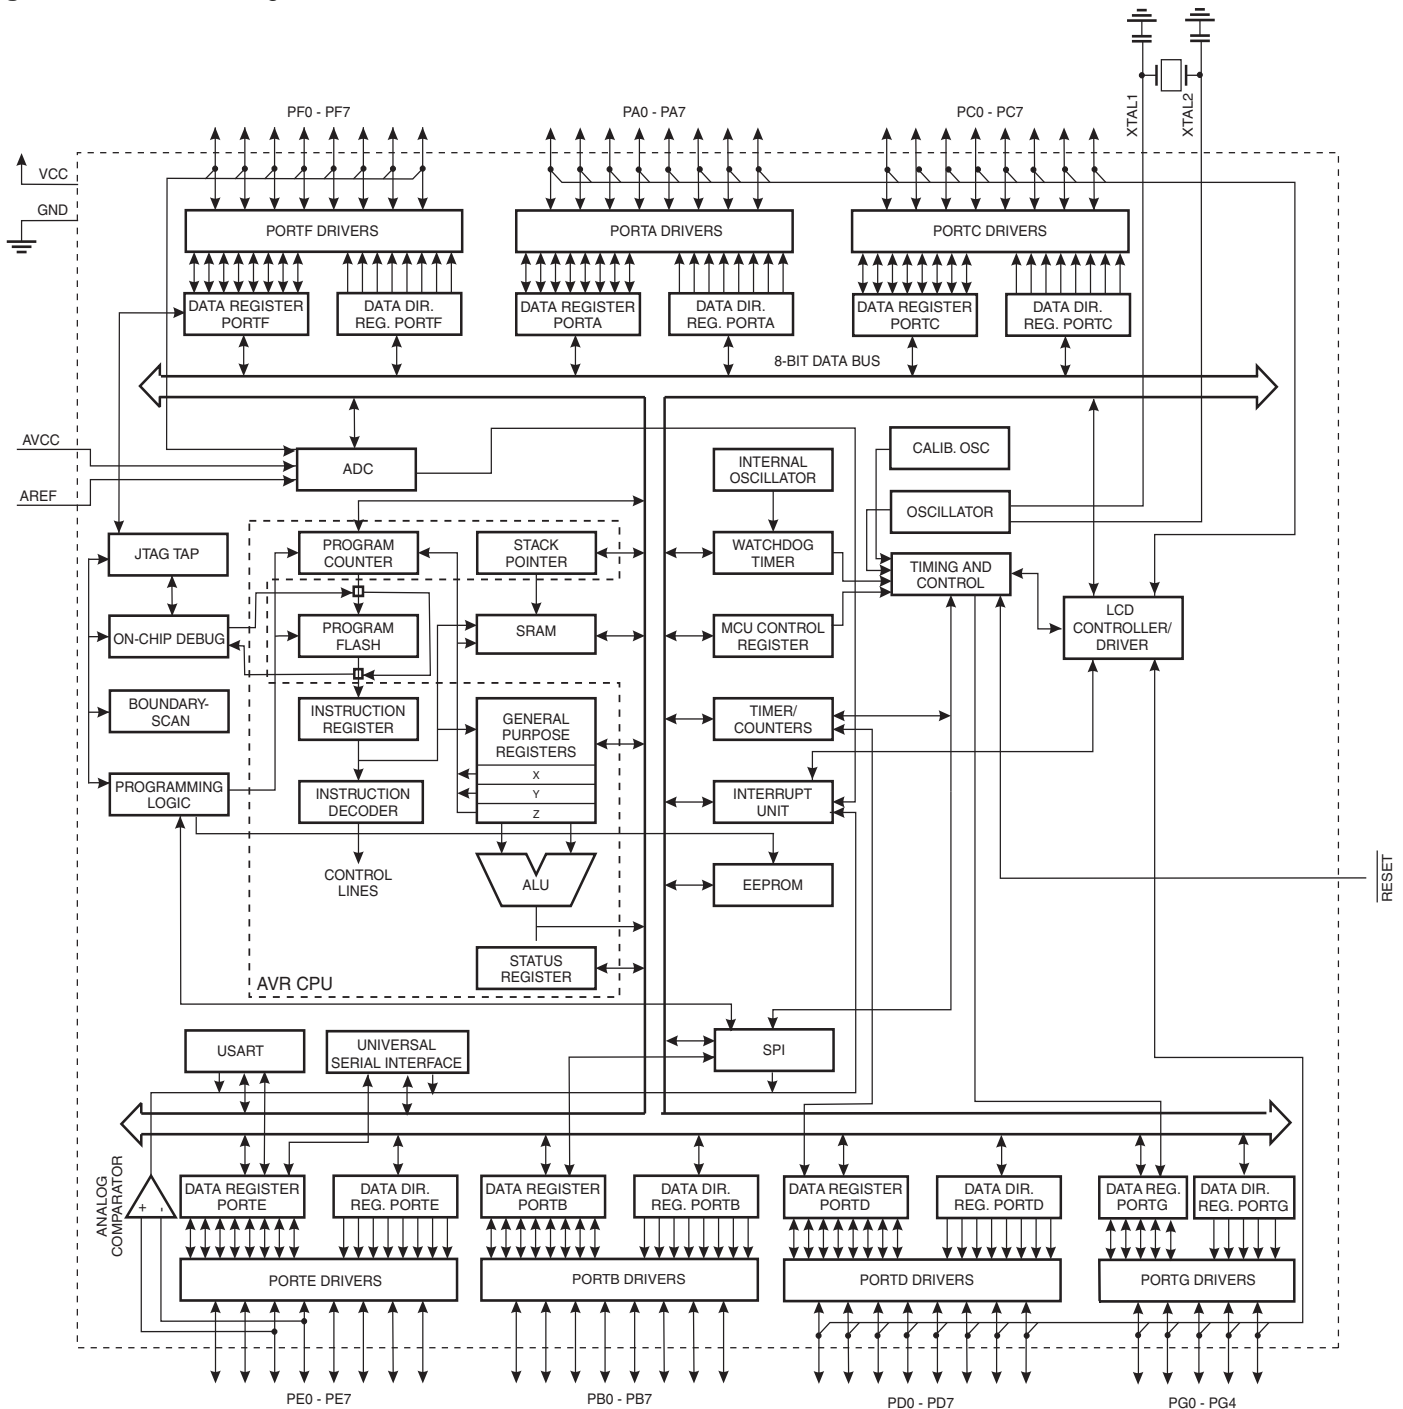 XTAL1
XTAL2
PF0 - PF7
PA0 - PA7
PC0 - PC7
VCC
GND
PORTF DRIVERS
PORTA DRIVERS
PORTC DRIVERS
DATA REGISTER
PORTF
DATA DIR.
REG. PORTF
DATA REGISTER
PORTA
DATA DIR.
REG. PORTA
DATA REGISTER
PORTC
DATA DIR.
REG. PORTC
8-BIT DATA BUS
AVCC
AREF
ADC
INTERNAL
OSCILLATOR
CALIB. OSC
OSCILLATOR
JTAG TAP
PROGRAM
COUNTER
STACK
POINTER
WATCHDOG
TIMER
TIMING AND
CONTROL
ON-CHIP DEBUG
PROGRAM
FLASH
SRAM
MCU CONTROL
REGISTER
LCD
CONTROLLER/
DRIVER
BOUNDARY-
SCAN
INSTRUCTION
REGISTER
GENERAL
PURPOSE
REGISTERS
X
Y
Z
TIMER/
COUNTERS
PROGRAMMING
LOGIC
INSTRUCTION
DECODER
INTERRUPT
UNIT
CONTROL
LINES
ALU
EEPROM
RESET
STATUS
REGISTER
AVR CPU
USART
UNIVERSAL
SERIAL INTERFACE
SPI
ANALOG
COMPARATOR
+
-
DATA REGISTER
PORTE
DATA DIR.
REG. PORTE
DATA REGISTER
PORTB
DATA DIR.
REG. PORTB
DATA REGISTER
PORTD
DATA DIR.
REG. PORTD
DATA REG.
PORTG
DATA DIR.
REG. PORTG
PORTE DRIVERS
PORTB DRIVERS
PORTD DRIVERS
PORTG DRIVERS
PE0 - PE7
PB0 - PB7
PD0 - PD7
PG0 - PG4